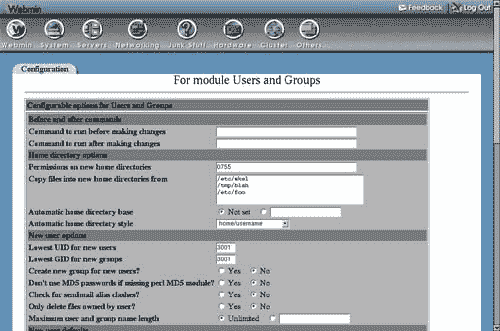 Webmin
Feedback Log Out
Webmin System Servers Networking Junk Stuff Hardware Cluster Others
Configuration
For module Users and Groups
Configurable options for Users and Groups
Before and after commands
Command to run before making changes
Command to run after making changes
Home directory options
Permissions on new home directories 0755
Copy files into new home directories from /etc/skel
/tmp/blah
/etc/foo
Automatic home directory base Not set
Automatic home directory style home/username
New user options
Lowest UID for new users 3001
Lowest GID for new groups 3001
Create new group for new users? Yes No
Don't use MD5 passwords if missing perl MD5 module? Yes No
Check for sendmail alias clashes? Yes No
Only delete files owned by user? Yes No
Maximum user and group name length Unlimited
New user defaults